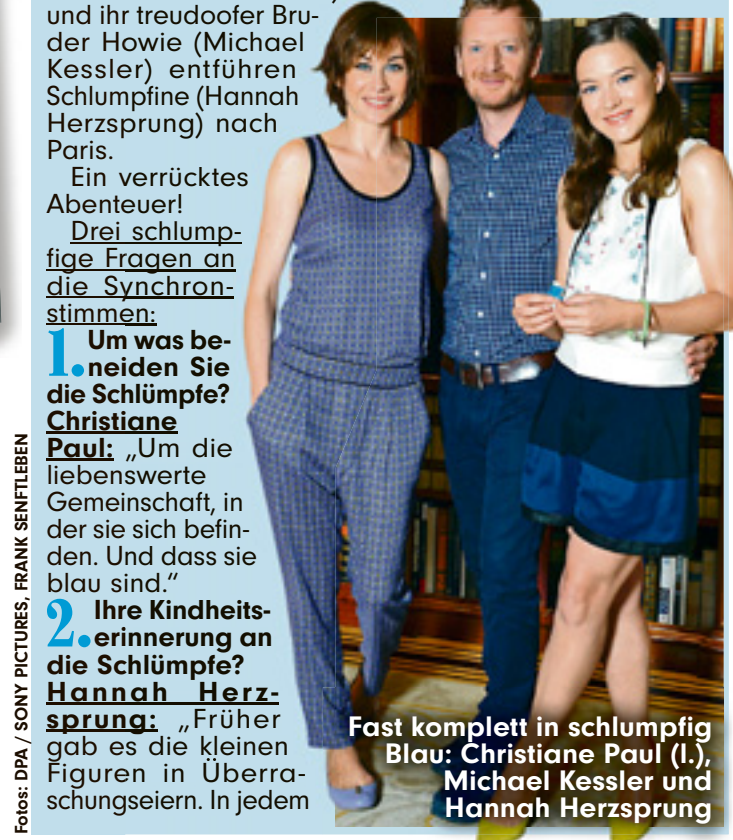 und ihr treudoofer Bru-
der Howie (Michael
Kessler) entführen
Schlumpfine (Hannah
Herzsprung) nach
Paris.
Ein verrücktes
Abenteuer!
Drei schlump-
fige Fragen an
die Synchron-
stimmen:
1. Um was be-
neiden Sie
die Schlümpfe?
Christiane
Paul: „Um die
liebenswerte
Gemeinschaft, in
der sie sich befin-
den. Und dass sie
blau sind.“
2. Ihre Kindheits-
erinnerung an
die Schlümpfe?
Hannah Herz-
sprung: „Früher
gab es die kleinen
Figuren in Überra-
schungseiern. In jedem
Fast komplett in schlumpfig
Blau: Christiane Paul (l.),
Michael Kessler und
Hannah Herzsprung
Fotos: DPA / SONY PICTURES, FRANK SENFTLEBEN